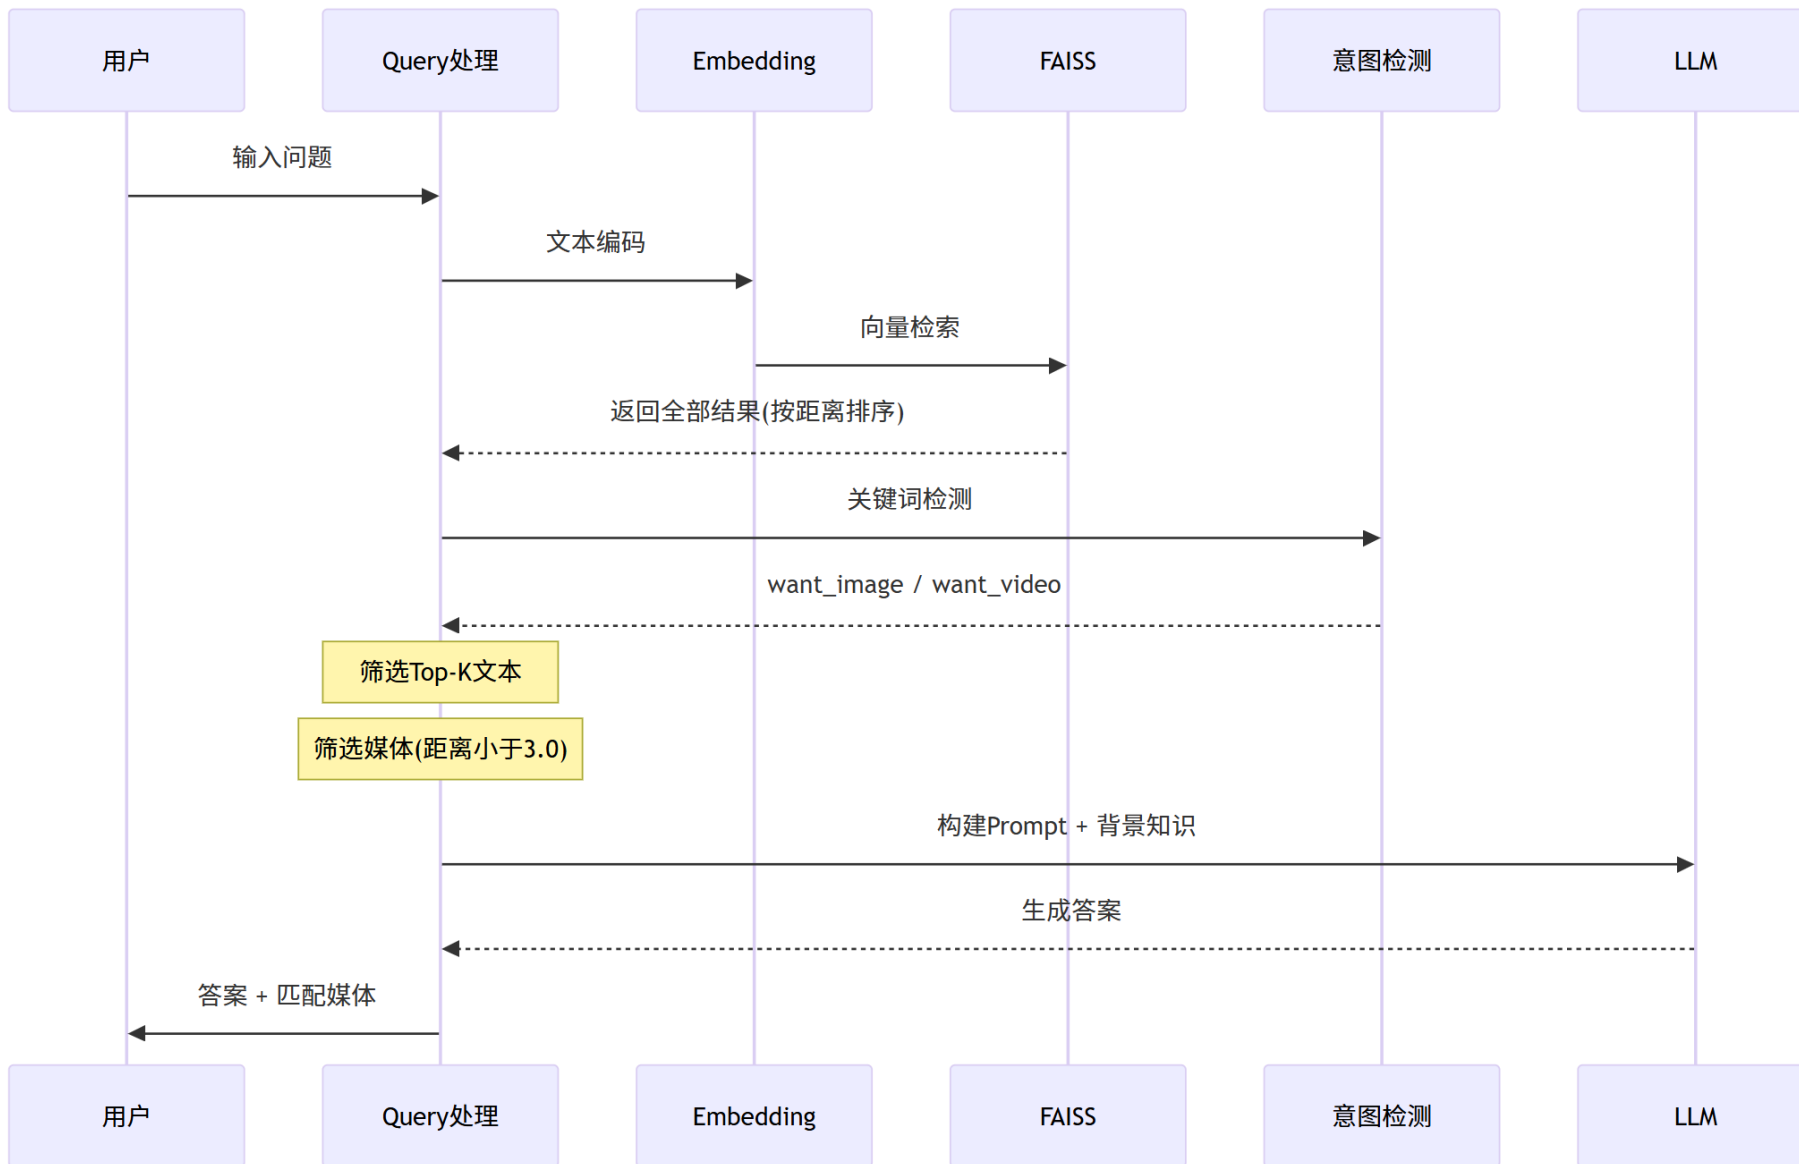 用户
Query处理
Embedding
FAISS
意图检测
LLM
输入问题
文本编码
向量检索
返回全部结果(按距离排序)
关键词检测
want_image / want_video
筛选Top-K文本
筛选媒体(距离小于3.0)
构建Prompt + 背景知识
生成答案
答案 + 匹配媒体
用户
Query处理
Embedding
FAISS
意图检测
LLM